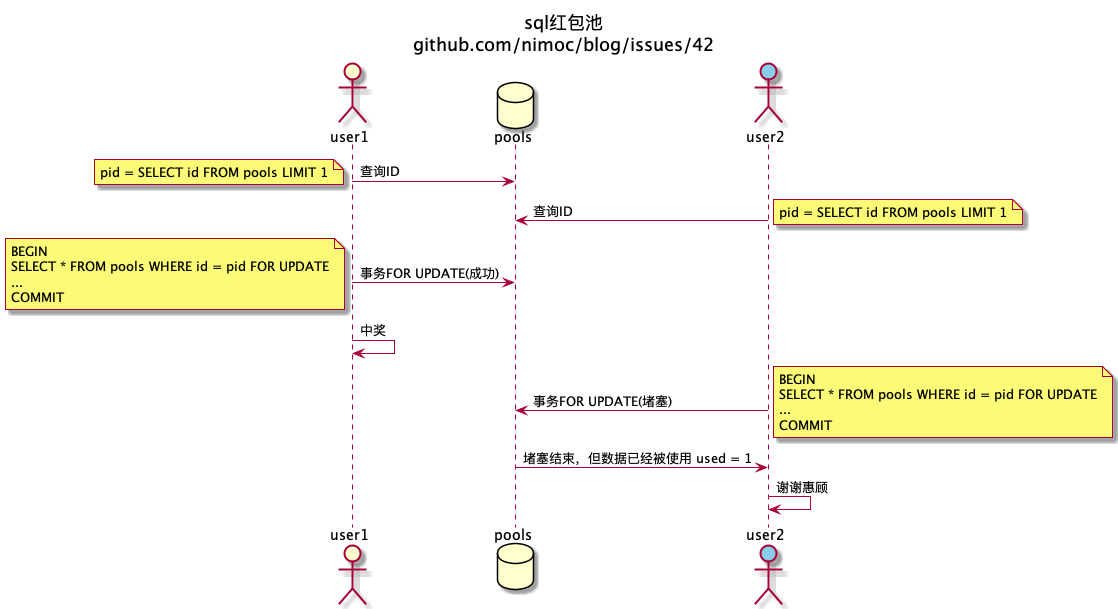 sql红包池
github.com/nimoc/blog/issues/42
user1
pools
user2
pid = SELECT id FROM pools LIMIT 1
查询ID
查询ID
pid = SELECT id FROM pools LIMIT 1
BEGIN
SELECT * FROM pools WHERE id = pid FOR UPDATE
...
COMMIT
事务FOR UPDATE(成功)
中奖
事务FOR UPDATE(堵塞)
BEGIN
SELECT * FROM pools WHERE id = pid FOR UPDATE
...
COMMIT
堵塞结束，但数据已经被使用 used = 1
谢谢惠顾
user1
pools
user2